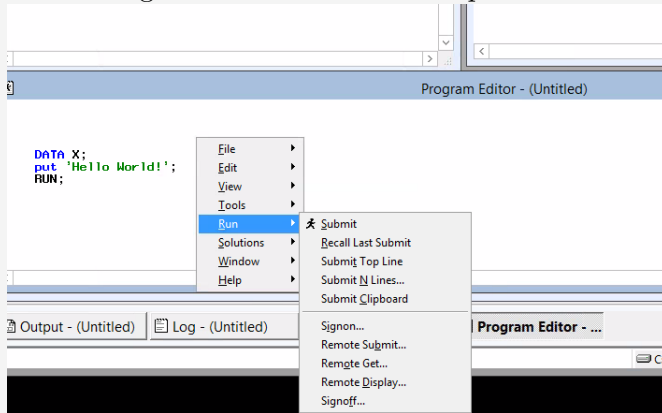 Program Editor - (Untitled)
DATA X;
put 'Hello World!';
RUN;
File
Edit
View
Tools
Run
Solutions
Window
Help
Submit
Recall Last Submit
Submit Top Line
Submit N Lines...
Submit Clipboard
Signon...
Remote Submit...
Remote Get...
Remote Display...
Signoff...
Output - (Untitled)
Log - (Untitled)
Program Editor - ...
C